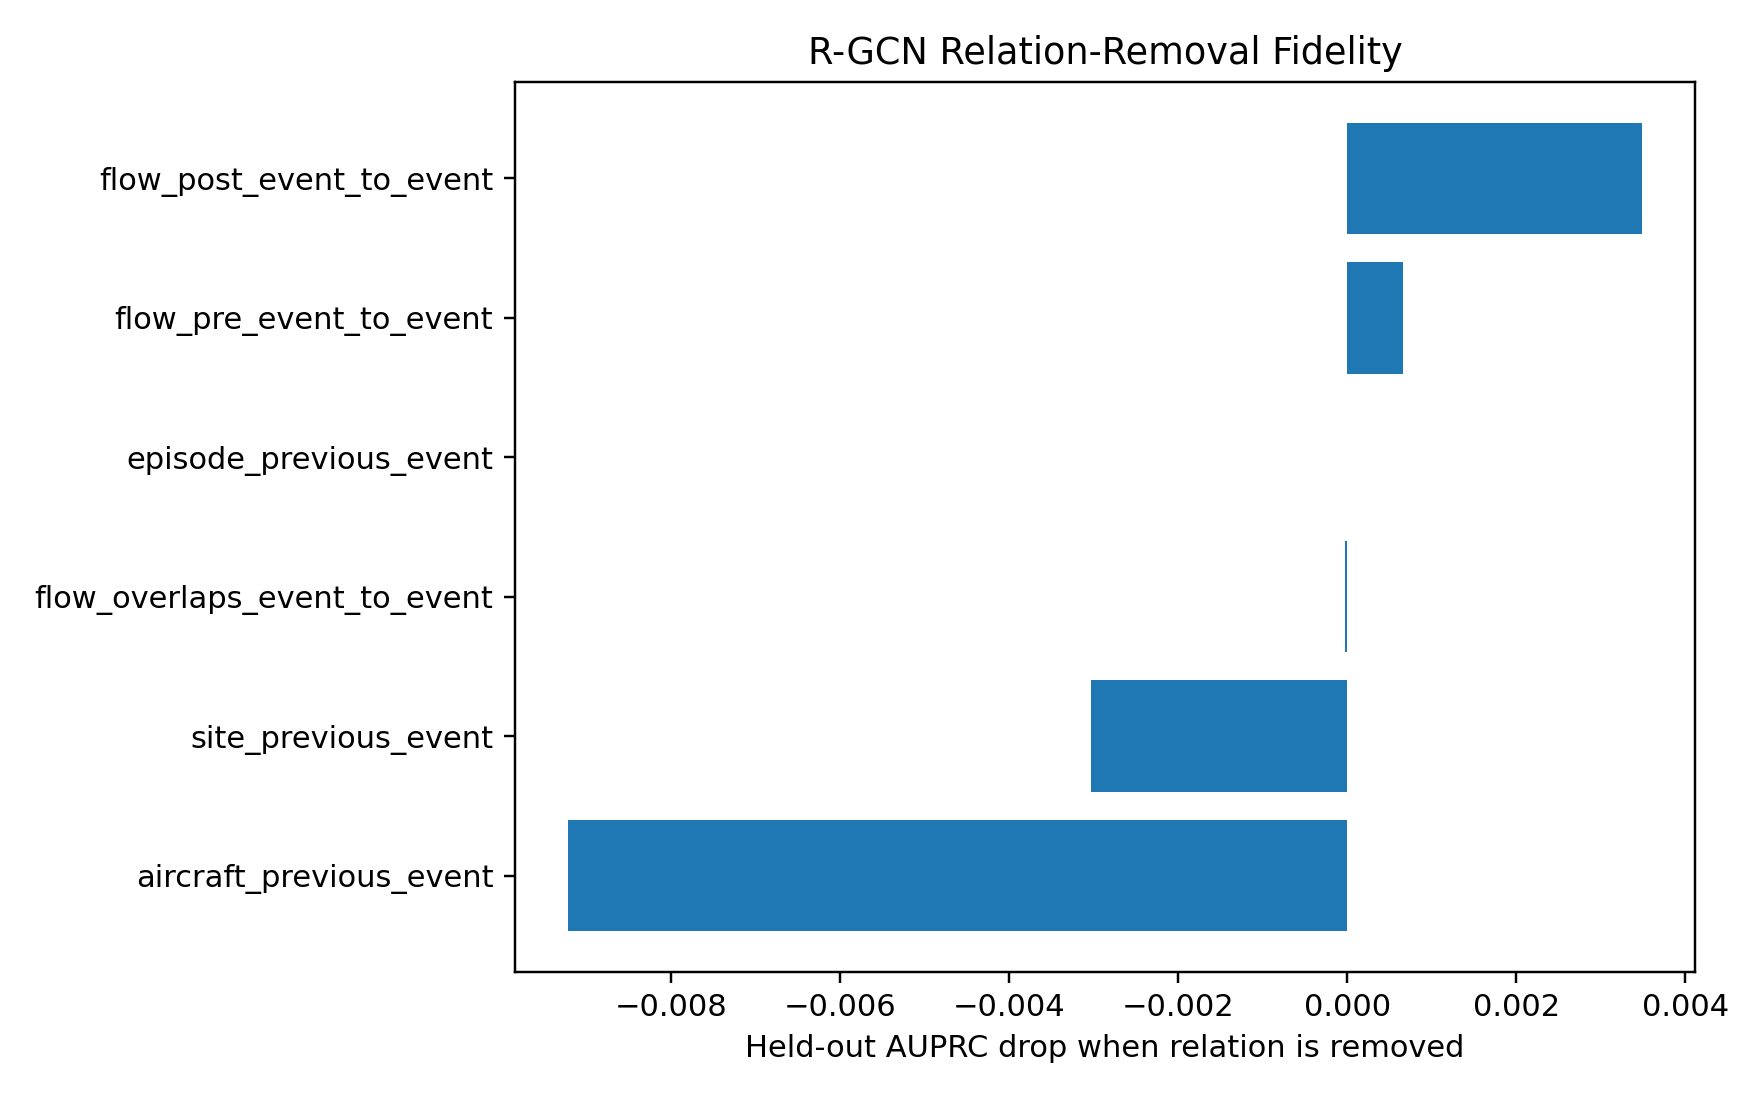 R-GCN Relation-Removal Fidelity
flow_post_event_to_event
flow_pre_event_to_event
episode_previous_event
flow_overlaps_event_to_event
site_previous_event
aircraft_previous_event
−0.008 −0.006 −0.004 −0.002 0.000 0.002 0.004
Held-out AUPRC drop when relation is removed